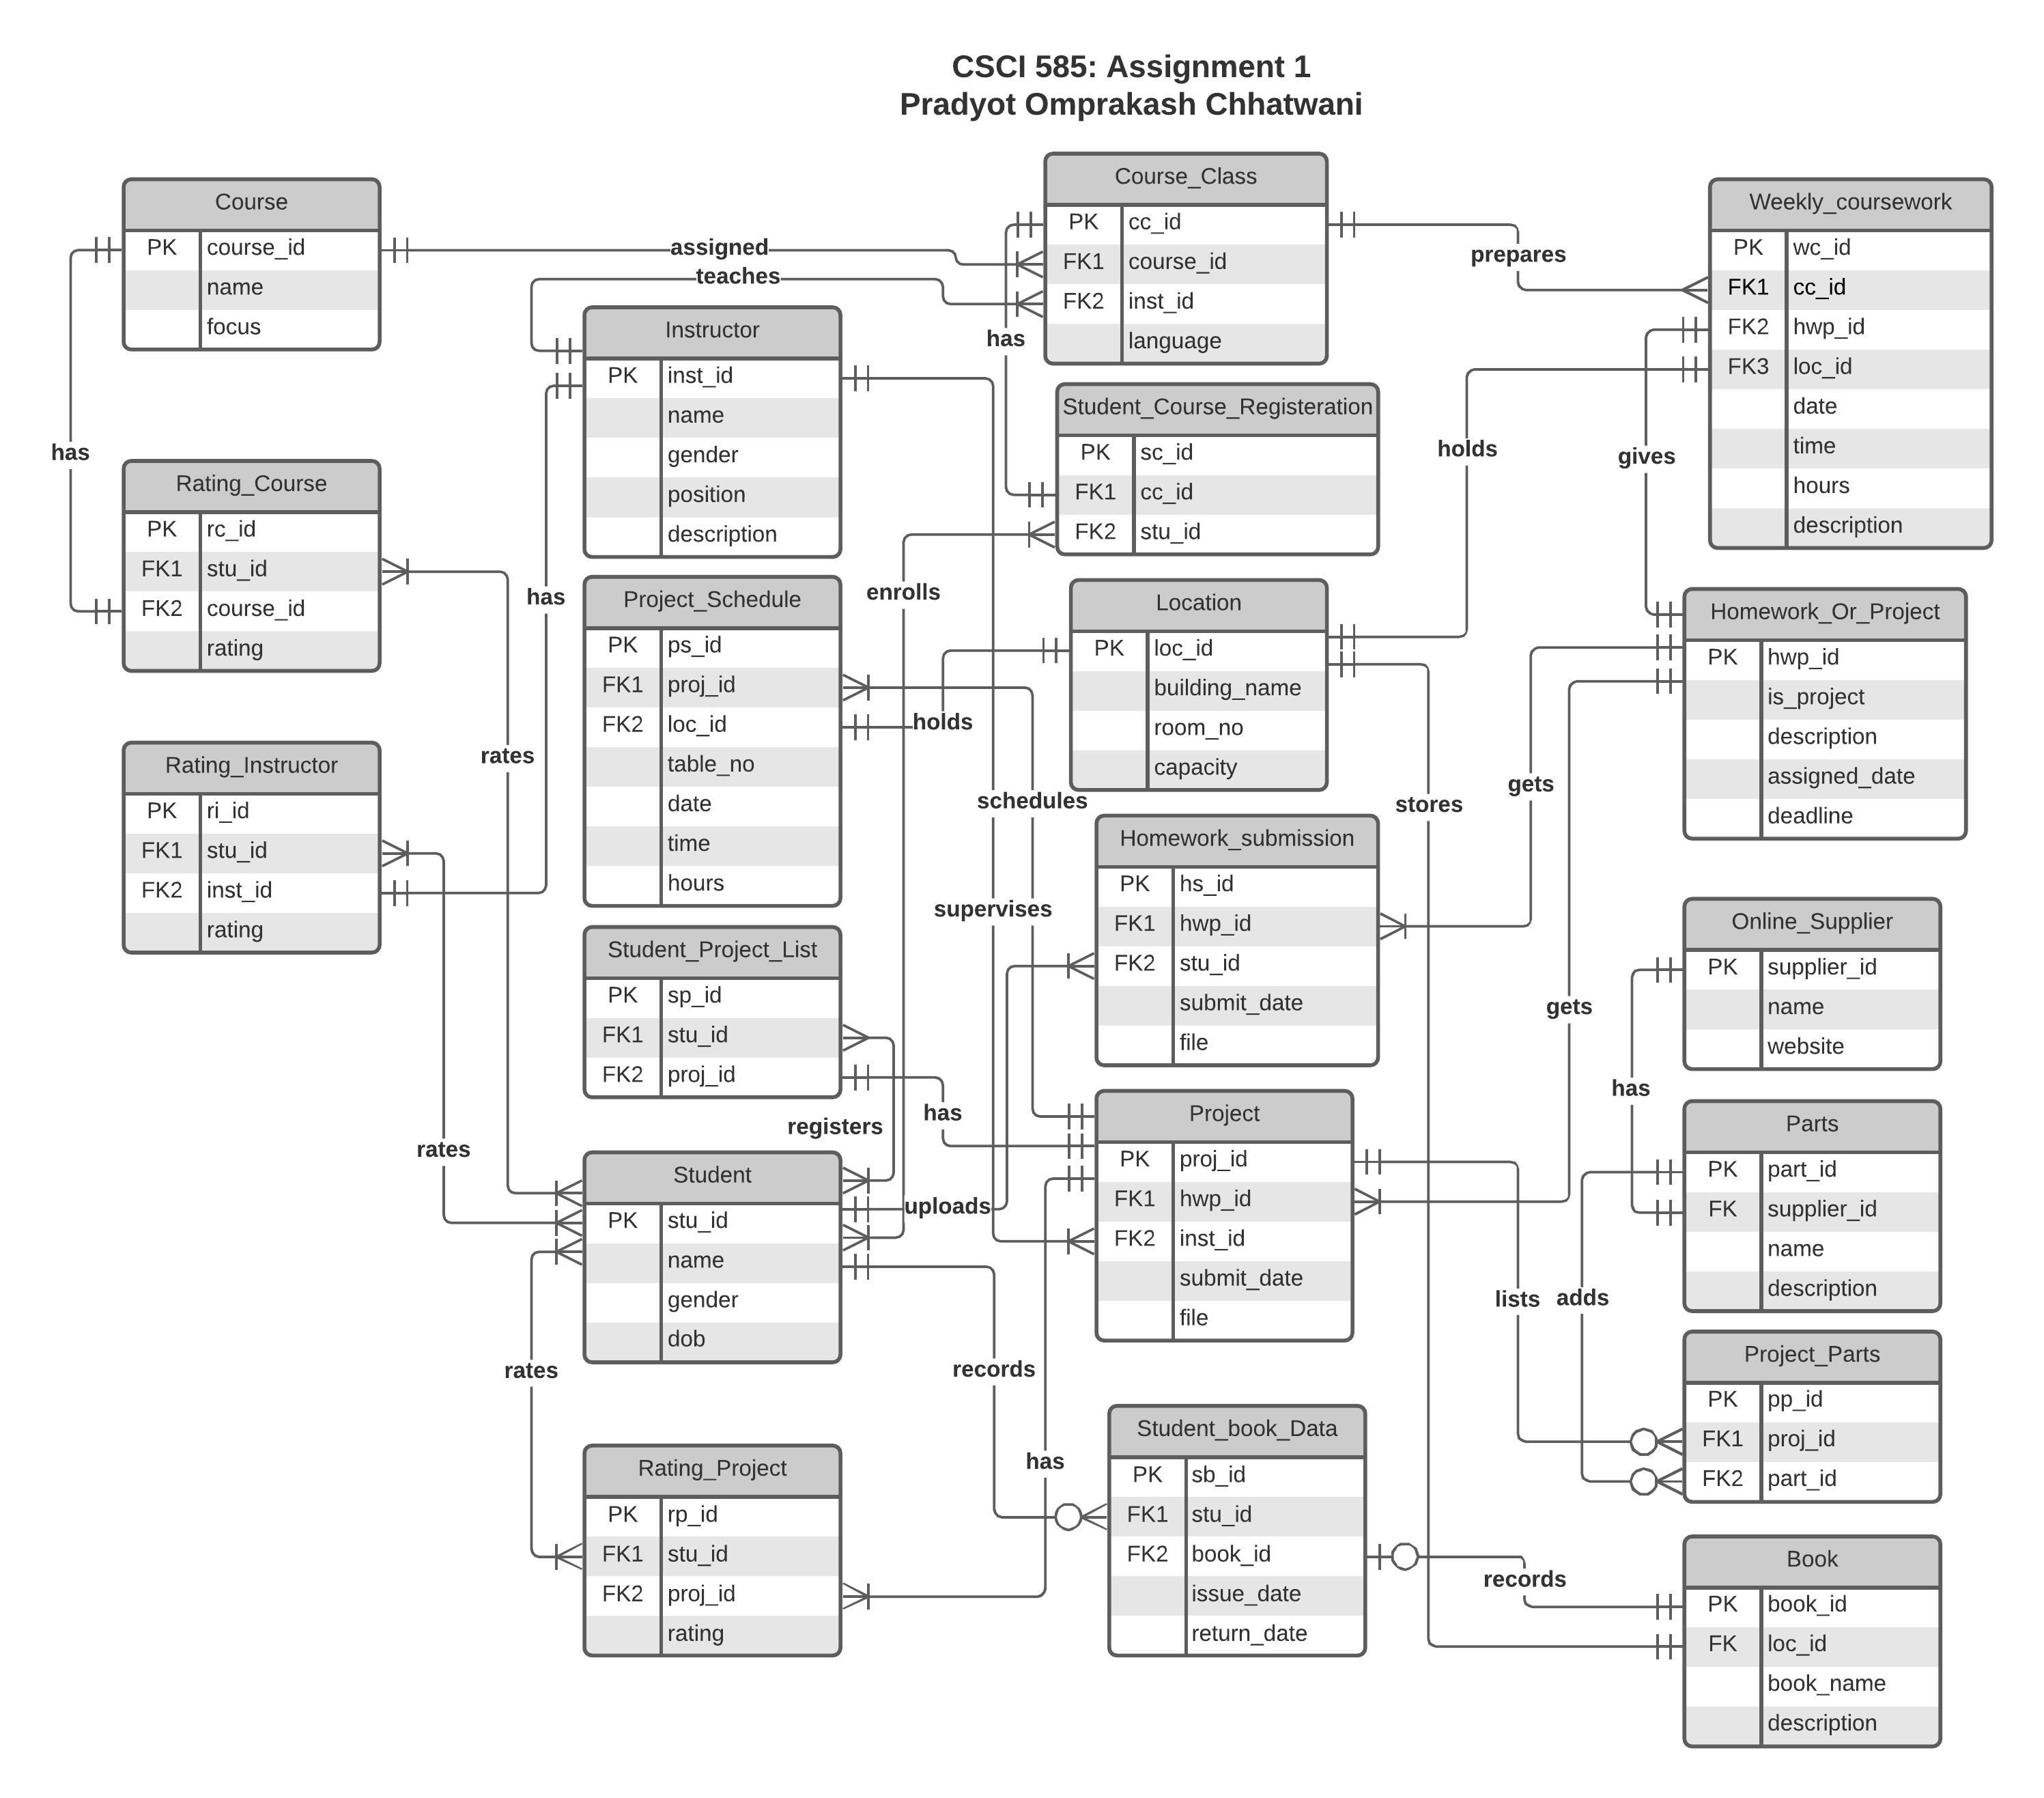 CSCI 585: Assignment 1
Pradyot Omprakash Chhatwani
Course
PK course_id
name
focus
has
Rating_Course
PK rc_id
FK1 stu_id
FK2 course_id
rating
Rating_Instructor
PK ri_id
FK1 stu_id
FK2 inst_id
rating
rates
rates
has
assigned
teaches
Instructor
PK inst_id
name
gender
position
description
Project_Schedule
PK ps_id
FK1 proj_id
FK2 loc_id
table_no
date
time
hours
Student_Project_List
PK sp_id
FK1 stu_id
FK2 proj_id
registers
has
Student
PK stu_id
name
gender
dob
rates
Rating_Project
PK rp_id
FK1 stu_id
FK2 proj_id
rating
enrolls
holds
schedules
supervises
uploads
records
has
Course_Class
PK cc_id
FK1 course_id
FK2 inst_id
language
has
Student_Course_Registeration
PK sc_id
FK1 cc_id
FK2 stu_id
Location
PK loc_id
building_name
room_no
capacity
Homework_submission
PK hs_id
FK1 hwp_id
FK2 stu_id
submit_date
file
Project
PK proj_id
FK1 hwp_id
FK2 inst_id
submit_date
file
Student_book_Data
PK sb_id
FK1 stu_id
FK2 book_id
issue_date
return_date
prepares
holds
gives
stores
gets
gets
has
lists
adds
records
Weekly_coursework
PK wc_id
FK1 cc_id
FK2 hwp_id
FK3 loc_id
date
time
hours
description
Homework_Or_Project
PK hwp_id
is_project
description
assigned_date
deadline
Online_Supplier
PK supplier_id
name
website
Parts
PK part_id
FK supplier_id
name
description
Project_Parts
PK pp_id
FK1 proj_id
FK2 part_id
Book
PK book_id
FK loc_id
book_name
description